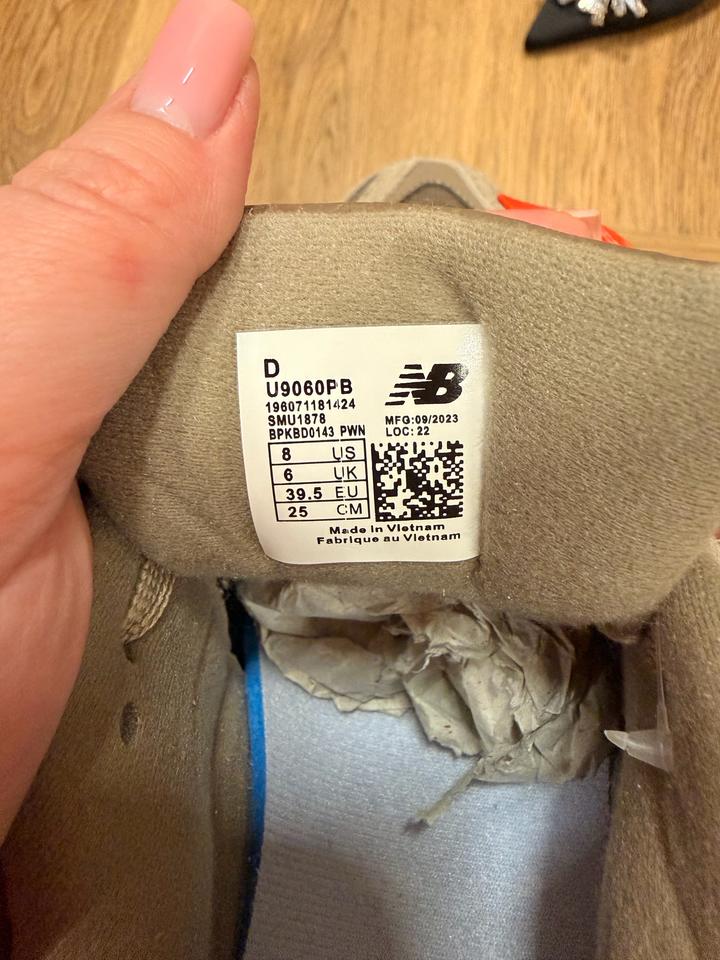 D
U9060PB
196071181424
SMU1878
BPKBD0143 PWN
NB
MFG:09/2023
LOC: 22
8 US
6 UK
39.5 EU
25 CM
Made in Vietnam
Fabrique au Vietnam